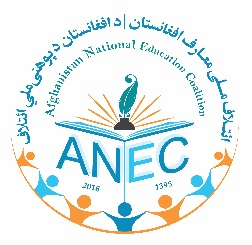 ائتلاف ملی معارف افغانستان | د افغانستان د پوهنې ملي ائتلاف
Afghanistan National Education Coalition
ANEC
2016 1395